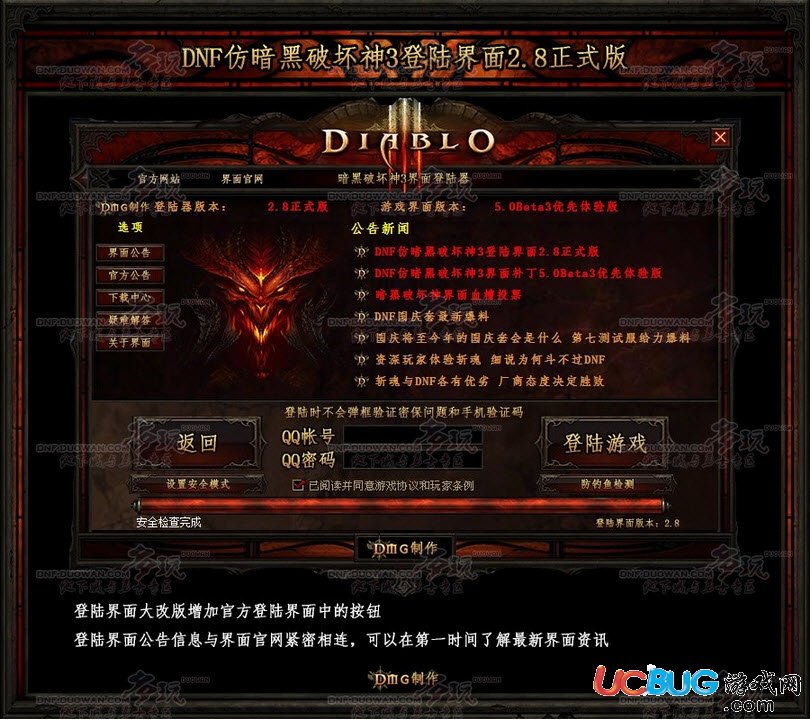 DNF仿暗黑破坏神3登陆界面2.8正式版
DIABLO
官方网站 界面官网 暗黑破坏神3界面登陆器
DMG制作 登陆器版本： 2.8正式版 游戏界面版本： 5.0Beta3优先体验版
选项
公告新闻
界面公告
官方公告
下载中心
疑难解答
关于界面
DNF仿暗黑破坏神3登陆界面2.8正式版
DNF仿暗黑破坏神3界面补丁5.0Beta3优先体验版
暗黑破坏神界面血槽投票
DNF国庆套最新爆料
国庆将至今年的国庆套会是什么 第七测试服给力爆料
资深玩家体验斩魂 细说为何斗不过DNF
斩魂与DNF各有优劣 厂商态度决定胜败
登陆时不会弹框验证密保问题和手机验证码
返回
QQ帐号
QQ密码
登陆游戏
设置安全模式
已阅读并同意游戏协议和玩家条例
防钓鱼检测
安全检查完成
登陆界面版本：2.8
DMG制作
登陆界面大改版增加官方登陆界面中的按钮
登陆界面公告信息与界面官网紧密相连，可以在第一时间了解最新界面资讯
DMG制作
UCBUG游戏网
.com